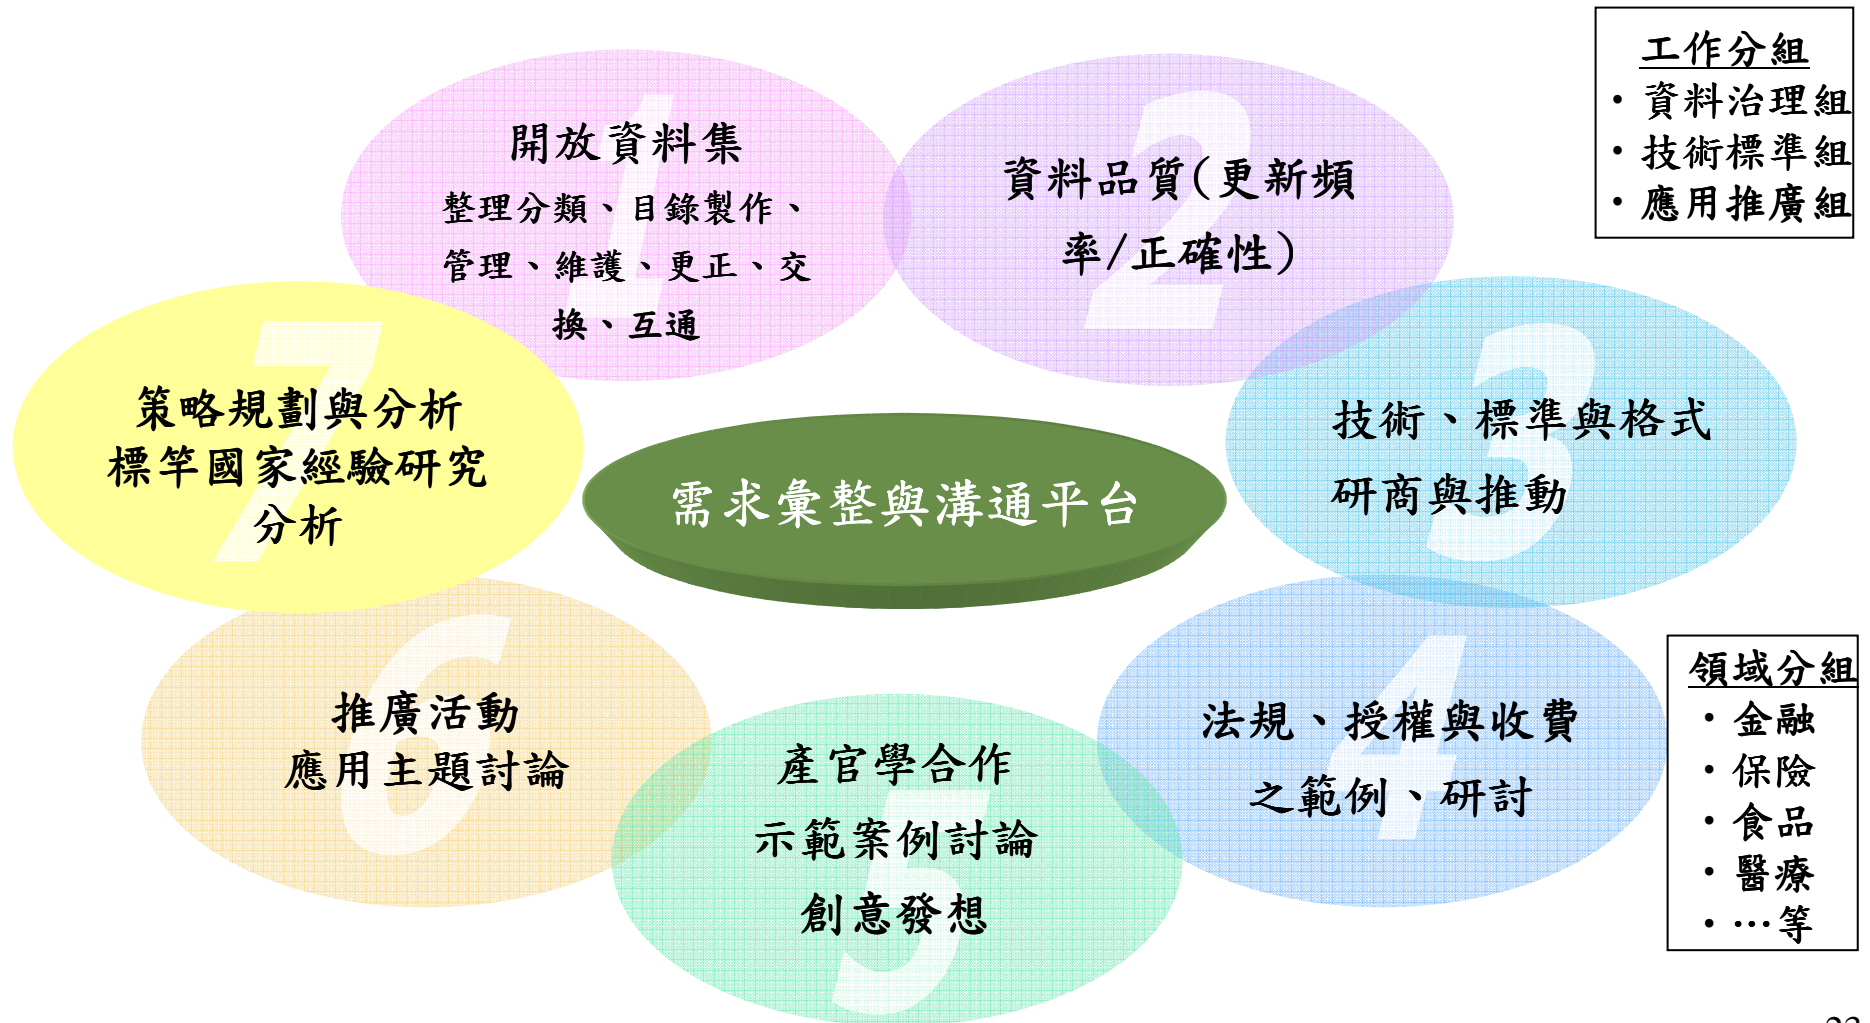 1
開放資料集
整理分類、目錄製作、
管理、維護、更正、交
換、互通
2
資料品質(更新頻
率/正確性)
3
技術、標準與格式
研商與推動
4
法規、授權與收費
之範例、研討
5
產官學合作
示範案例討論
創意發想
6
推廣活動
應用主題討論
7
策略規劃與分析
標竿國家經驗研究
分析
需求彙整與溝通平台
工作分組
・資料治理組
・技術標準組
・應用推廣組
領域分組
・金融
・保險
・食品
・醫療
・…等